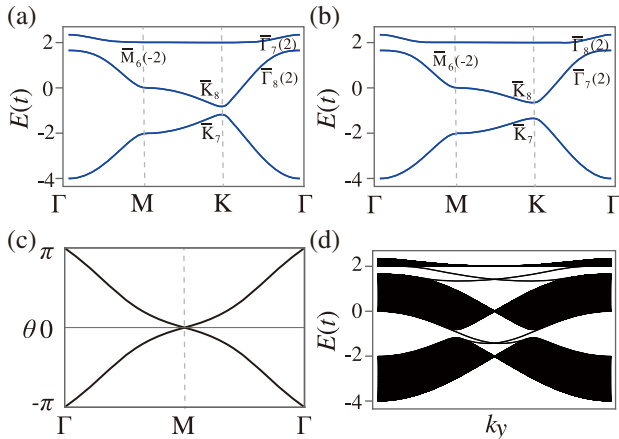 (a)
2
0
-2
-4
E(t)
M̅₆(-2)
Γ̅₇(2)
Γ̅₈(2)
K̅₈
K̅₇
Γ M K Γ
(b)
2
0
-2
-4
E(t)
M̅₆(-2)
Γ̅₈(2)
Γ̅₇(2)
K̅₈
K̅₇
Γ M K Γ
(c)
π
θ 0
-π
Γ M Γ
(d)
2
0
-2
-4
E(t)
ky